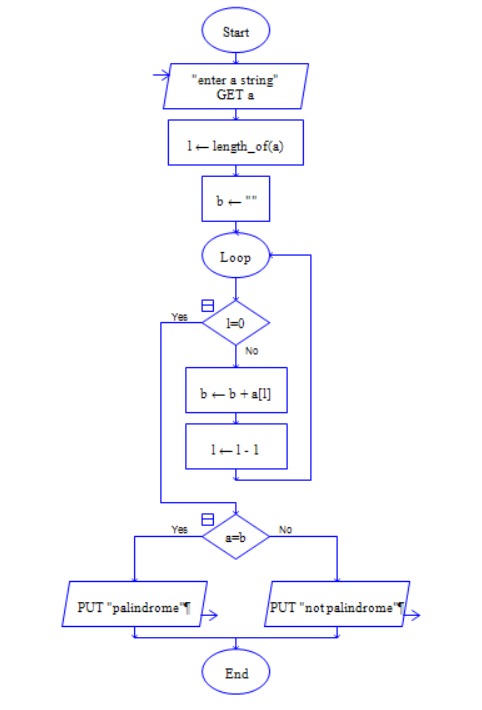 Start
"enter a string"
GET a
l ← length_of(a)
b ← ""
Loop
Yes
l=0
No
b ← b + a[l]
l ← l - 1
Yes
a=b
No
PUT "palindrome"¶
PUT "not palindrome"¶
End